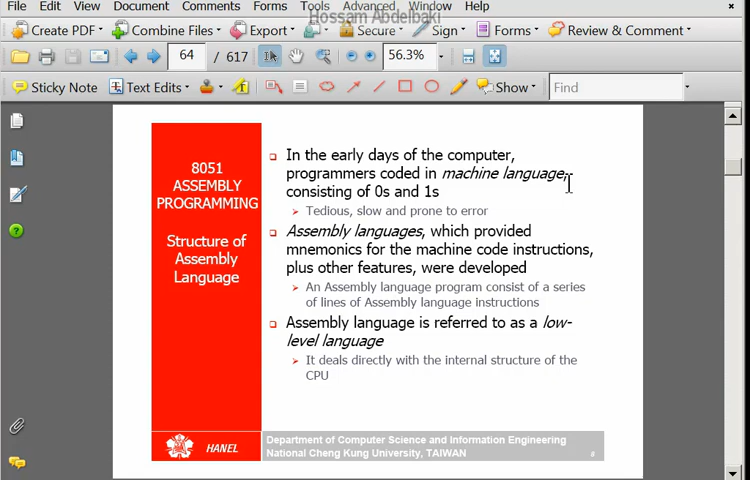 File Edit View Document Comments Forms Tools Advanced Window Help
Hossam Abdelbaki
Create PDF Combine Files Export Secure Sign Forms Review & Comment
64 / 617 56.3%
Sticky Note Text Edits Show Find
8051
ASSEMBLY
PROGRAMMING
Structure of
Assembly
Language
In the early days of the computer,
programmers coded in machine language,
consisting of 0s and 1s
Tedious, slow and prone to error
Assembly languages, which provided
mnemonics for the machine code instructions,
plus other features, were developed
An Assembly language program consist of a series
of lines of Assembly language instructions
Assembly language is referred to as a low-
level language
It deals directly with the internal structure of the
CPU
HANEL
Department of Computer Science and Information Engineering
National Cheng Kung University, TAIWAN